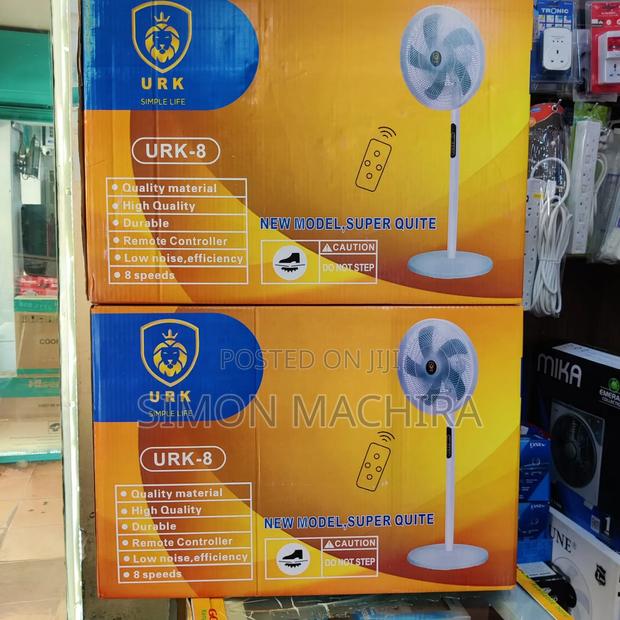 URK
SIMPLE LIFE
URK-8
Quality material
High Quality
Durable
Remote Controller
Low noise,efficiency
8 speeds
NEW MODEL,SUPER QUITE
CAUTION
DO NOT STEP
TRONIC
POSTED ON JIJI
SIMON MACHIRA
URK
SIMPLE LIFE
URK-8
Quality material
High Quality
Durable
Remote Controller
Low noise,efficiency
8 speeds
NEW MODEL,SUPER QUITE
CAUTION
DO NOT STEP
MIKA
1